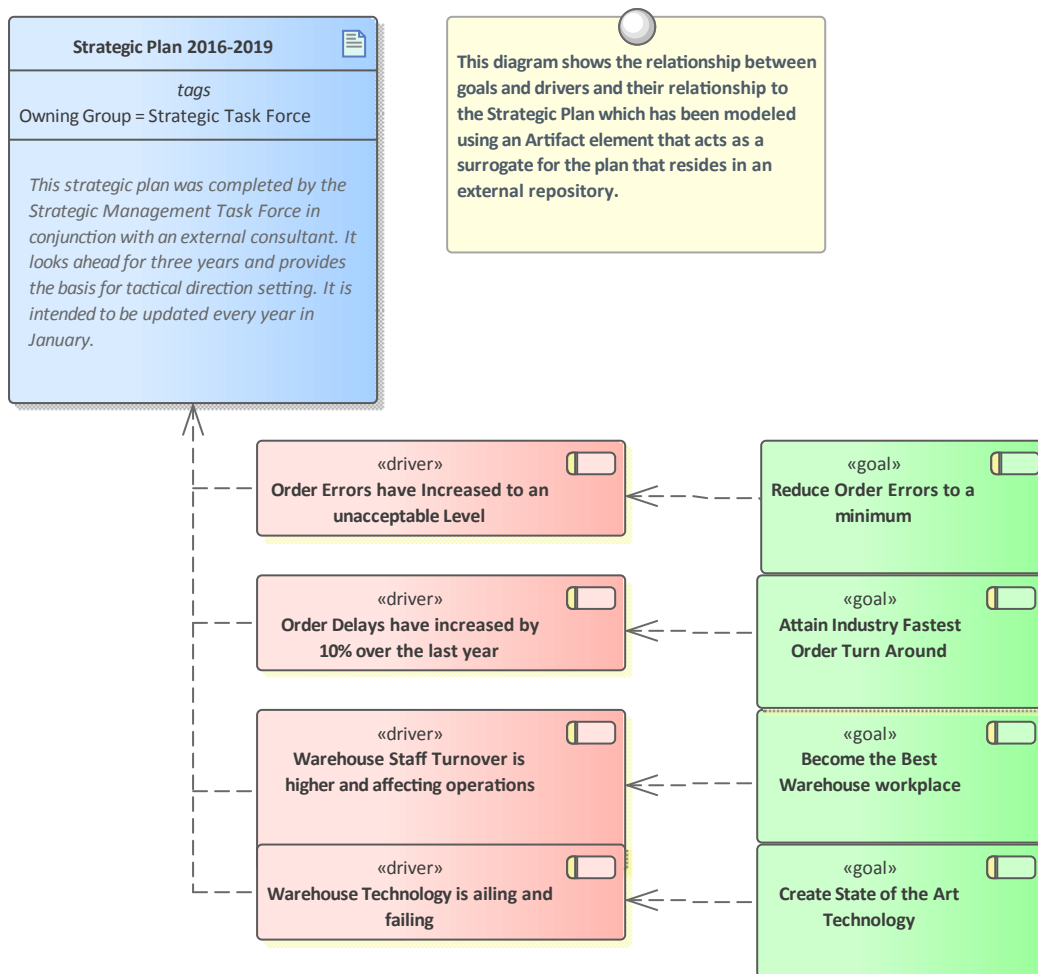 Strategic Plan 2016-2019
tags
Owning Group = Strategic Task Force
This strategic plan was completed by the
Strategic Management Task Force in
conjunction with an external consultant. It
looks ahead for three years and provides
the basis for tactical direction setting. It is
intended to be updated every year in
January.
This diagram shows the relationship between
goals and drivers and their relationship to
the Strategic Plan which has been modeled
using an Artifact element that acts as a
surrogate for the plan that resides in an
external repository.
«driver»
Order Errors have Increased to an
unacceptable Level
«goal»
Reduce Order Errors to a
minimum
«driver»
Order Delays have increased by
10% over the last year
«goal»
Attain Industry Fastest
Order Turn Around
«driver»
Warehouse Staff Turnover is
higher and affecting operations
«goal»
Become the Best
Warehouse workplace
«driver»
Warehouse Technology is ailing and
failing
«goal»
Create State of the Art
Technology